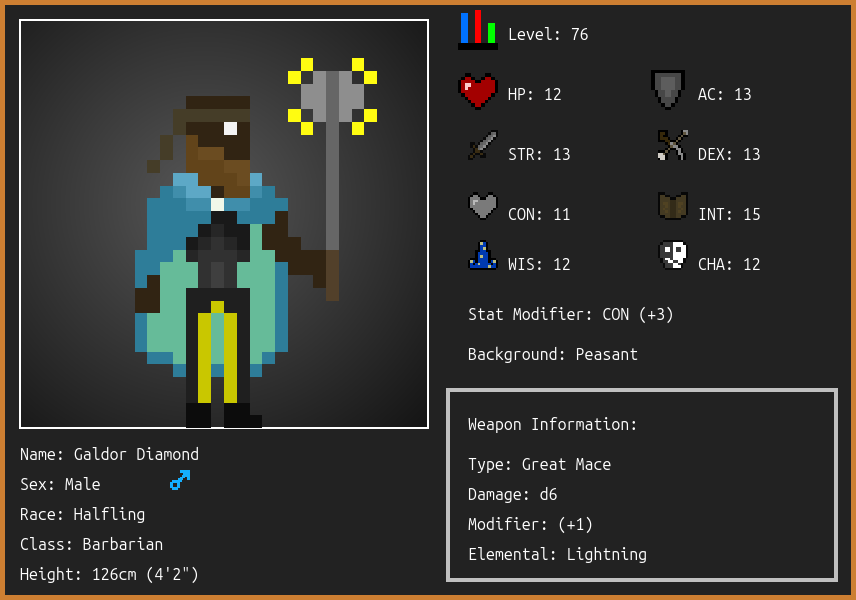 Level: 76
HP: 12
AC: 13
STR: 13
DEX: 13
CON: 11
INT: 15
WIS: 12
CHA: 12
Stat Modifier: CON (+3)
Background: Peasant
Weapon Information:
Type: Great Mace
Damage: d6
Modifier: (+1)
Elemental: Lightning
Name: Galdor Diamond
Sex: Male
Race: Halfling
Class: Barbarian
Height: 126cm (4'2")